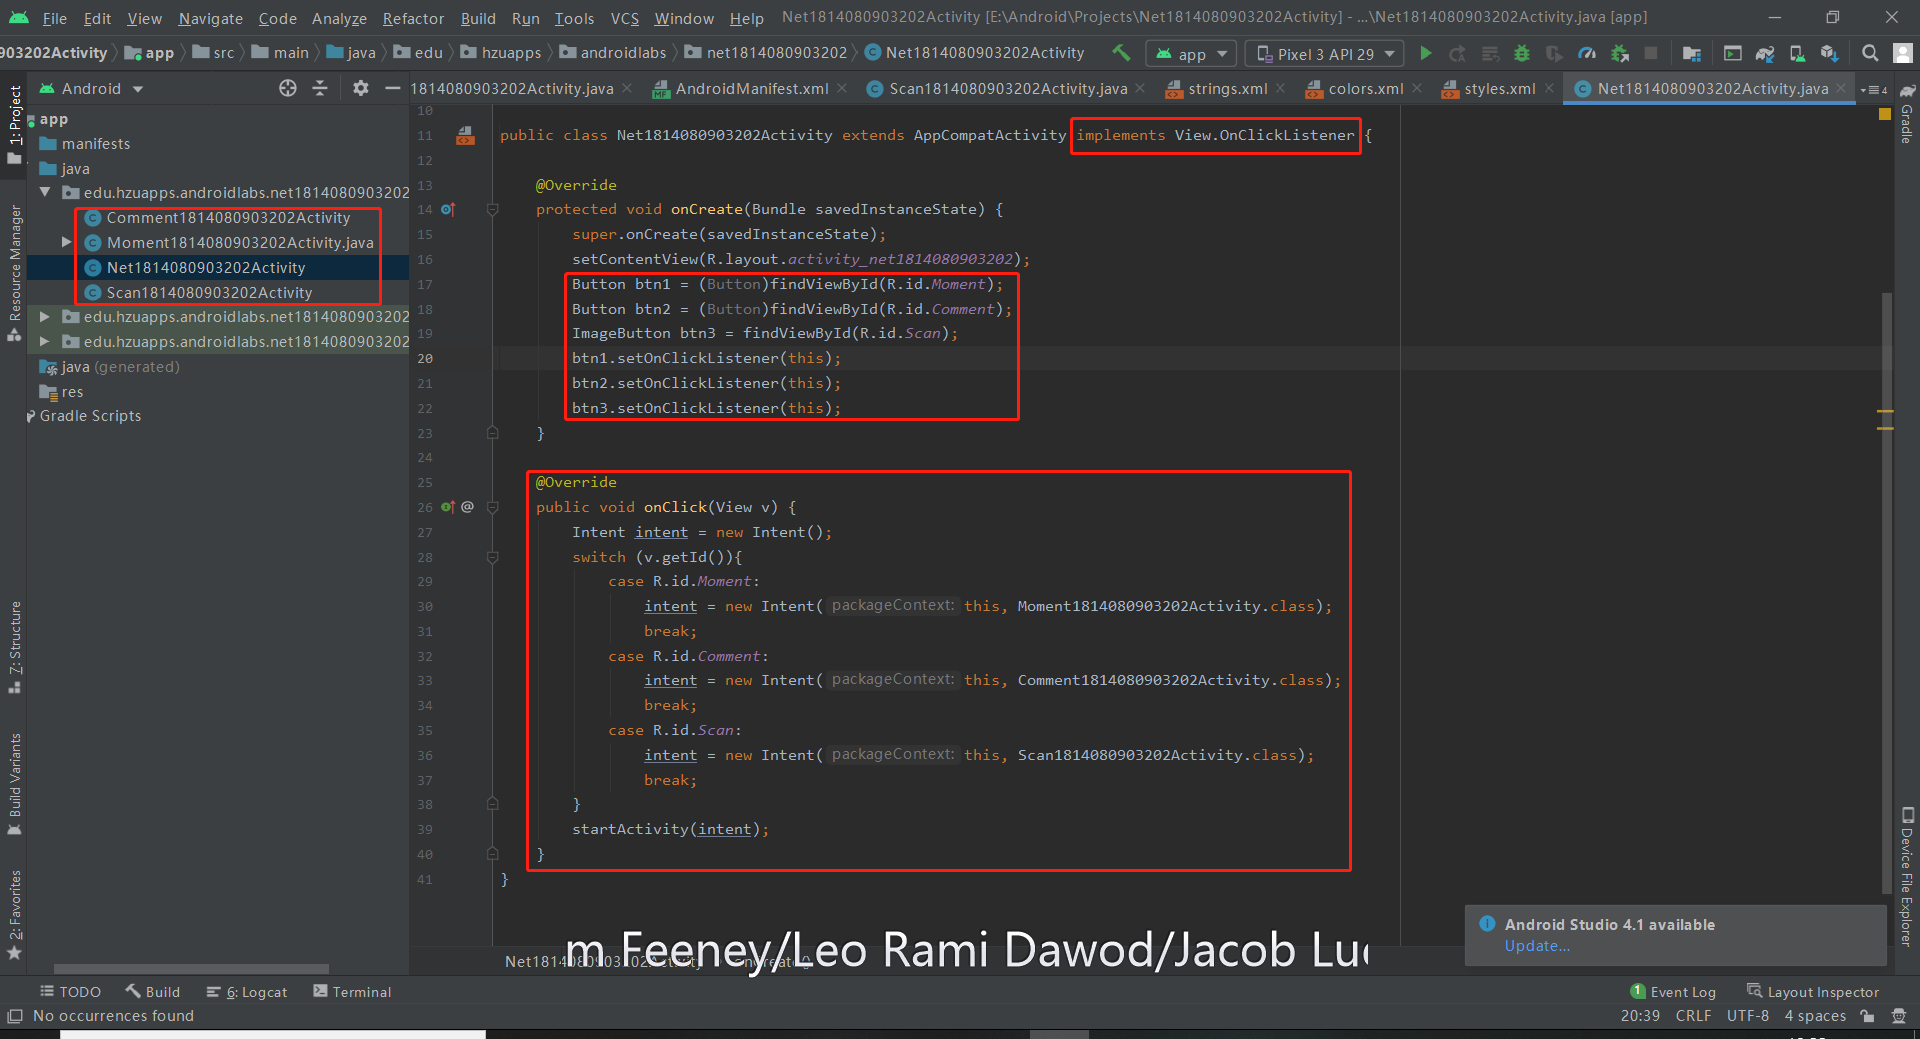 File Edit View Navigate Code Analyze Refactor Build Run Tools VCS Window Help Net1814080903202Activity [E:\Android\Projects\Net1814080903202Activity] - ...\Net1814080903202Activity.java [app]
903202Activity app src main java edu hzuapps androidlabs net1814080903202 Net1814080903202Activity app Pixel 3 API 29
Android 1814080903202Activity.java AndroidManifest.xml Scan1814080903202Activity.java strings.xml colors.xml styles.xml Net1814080903202Activity.java 4
1: Project
Resource Manager
Z: Structure
Build Variants
2: Favorites
app
manifests
java
edu.hzuapps.androidlabs.net1814080903202
Comment1814080903202Activity
Moment1814080903202Activity.java
Net1814080903202Activity
Scan1814080903202Activity
edu.hzuapps.androidlabs.net1814080903202
edu.hzuapps.androidlabs.net1814080903202
java (generated)
res
Gradle Scripts
10
11 public class Net1814080903202Activity extends AppCompatActivity implements View.OnClickListener {
12
13 @Override
14 protected void onCreate(Bundle savedInstanceState) {
15 super.onCreate(savedInstanceState);
16 setContentView(R.layout.activity_net1814080903202);
17 Button btn1 = (Button)findViewById(R.id.Moment);
18 Button btn2 = (Button)findViewById(R.id.Comment);
19 ImageButton btn3 = findViewById(R.id.Scan);
20 btn1.setOnClickListener(this);
21 btn2.setOnClickListener(this);
22 btn3.setOnClickListener(this);
23 }
24
25 @Override
26 @ public void onClick(View v) {
27 Intent intent = new Intent();
28 switch (v.getId()){
29 case R.id.Moment:
30 intent = new Intent( packageContext: this, Moment1814080903202Activity.class);
31 break;
32 case R.id.Comment:
33 intent = new Intent( packageContext: this, Comment1814080903202Activity.class);
34 break;
35 case R.id.Scan:
36 intent = new Intent( packageContext: this, Scan1814080903202Activity.class);
37 break;
38 }
39 startActivity(intent);
40 }
41 }
Gradle
Device File Explorer
Android Studio 4.1 available
Update...
m Feeney/Leo Rami Dawod/Jacob Luc
TODO Build 6: Logcat Terminal 1 Event Log Layout Inspector
No occurrences found 20:39 CRLF UTF-8 4 spaces